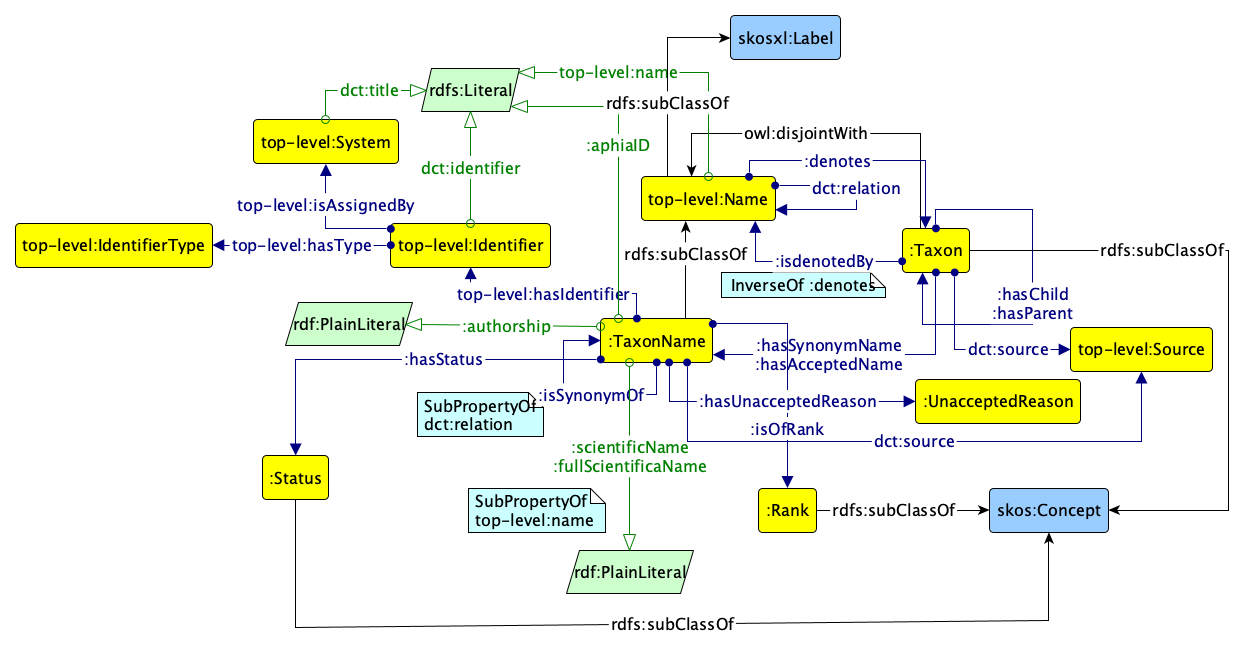 skosxl:Label
top-level:name
dct:title
rdfs:Literal
rdfs:subClassOf
owl:disjointWith
top-level:System
:aphiaID
:denotes
dct:identifier
dct:relation
top-level:Name
top-level:isAssignedBy
top-level:IdentifierType
top-level:hasType
top-level:Identifier
rdfs:subClassOf
:Taxon
rdfs:subClassOf
:isdenotedBy
InverseOf :denotes
top-level:hasIdentifier
:hasChild
:hasParent
rdf:PlainLiteral
:authorship
:TaxonName
:hasSynonymName
:hasAcceptedName
dct:source
top-level:Source
:hasStatus
:isSynonymOf
SubPropertyOf
dct:relation
:hasUnacceptedReason
:UnacceptedReason
:isOfRank
dct:source
:scientificName
:fullScientificaName
:Status
SubPropertyOf
top-level:name
:Rank
rdfs:subClassOf
skos:Concept
rdf:PlainLiteral
rdfs:subClassOf